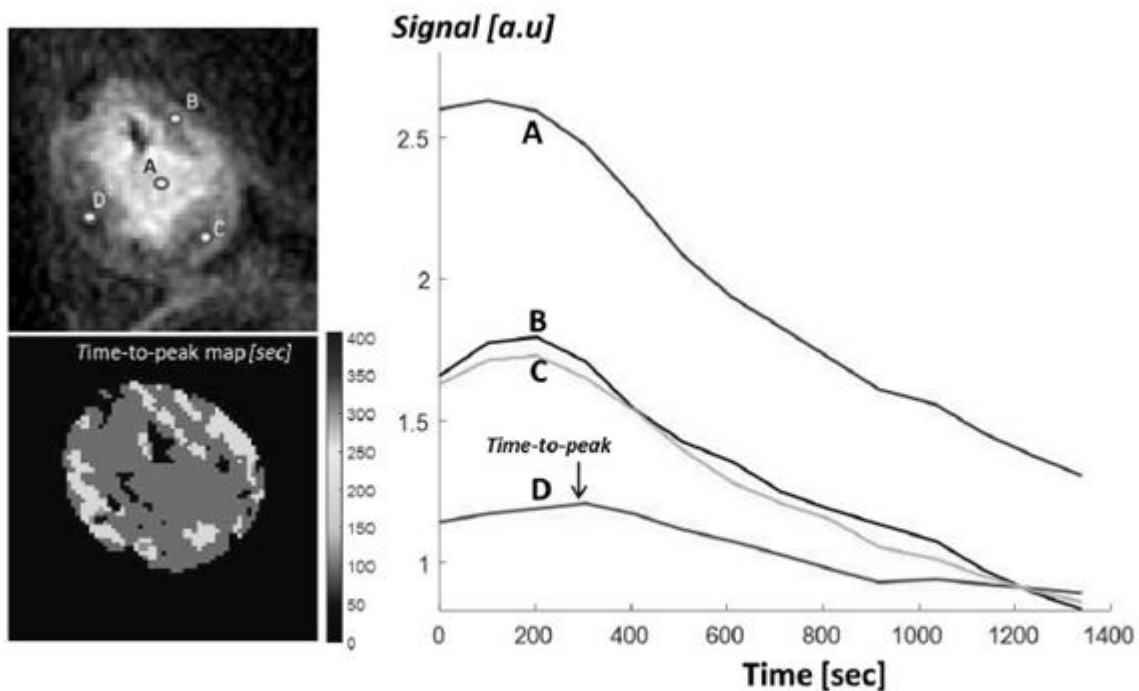 Signal [a.u]
B
A
D
C
Time-to-peak map [sec]
400
350
300
250
200
150
100
50
0
2.5
2
1.5
1
A
B
C
Time-to-peak
D
0
200
400
600
800
1000
1200
1400
Time [sec]